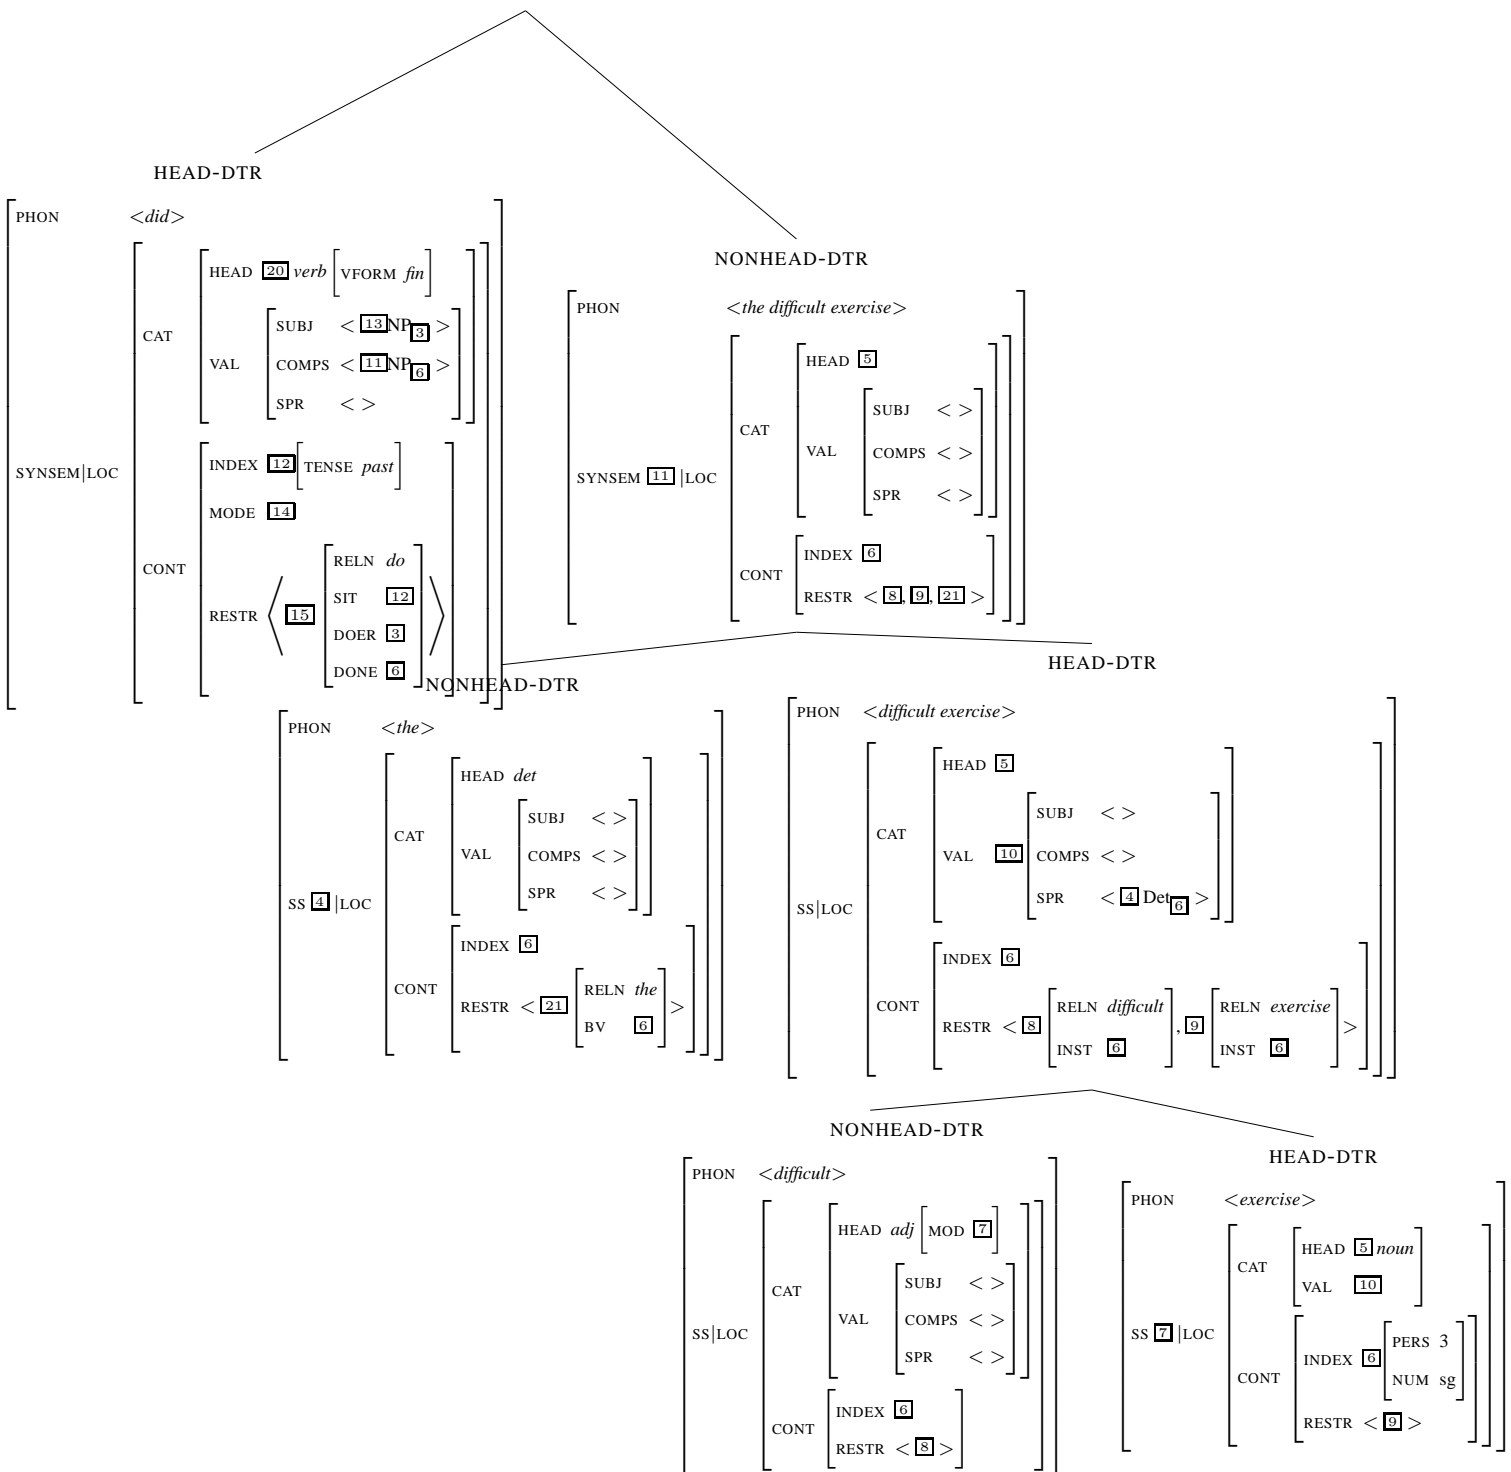 HEAD-DTR
PHON <did>
SYNSEM|LOC
CAT
HEAD 20 verb [VFORM fin]
VAL
SUBJ < 13 NP 3 >
COMPS < 11 NP 6 >
SPR < >
CONT
INDEX 12 [TENSE past]
MODE 14
RESTR < 15
RELN do
SIT 12
DOER 3
DONE 6
>
NONHEAD-DTR
PHON <the difficult exercise>
SYNSEM 11 |LOC
CAT
HEAD 5
VAL
SUBJ < >
COMPS < >
SPR < >
CONT
INDEX 6
RESTR < 8, 9, 21 >
NONHEAD-DTR
PHON <the>
SS 4 |LOC
CAT
HEAD det
VAL
SUBJ < >
COMPS < >
SPR < >
CONT
INDEX 6
RESTR < 21
RELN the
BV 6
>
HEAD-DTR
PHON <difficult exercise>
SS|LOC
CAT
HEAD 5
VAL 10
SUBJ < >
COMPS < >
SPR < 4 Det 6 >
CONT
INDEX 6
RESTR < 8
RELN difficult
INST 6
, 9
RELN exercise
INST 6
>
NONHEAD-DTR
PHON <difficult>
SS|LOC
CAT
HEAD adj [MOD 7]
VAL
SUBJ < >
COMPS < >
SPR < >
CONT
INDEX 6
RESTR < 8 >
HEAD-DTR
PHON <exercise>
SS 7 |LOC
CAT
HEAD 5 noun
VAL 10
CONT
INDEX 6
PERS 3
NUM sg
RESTR < 9 >